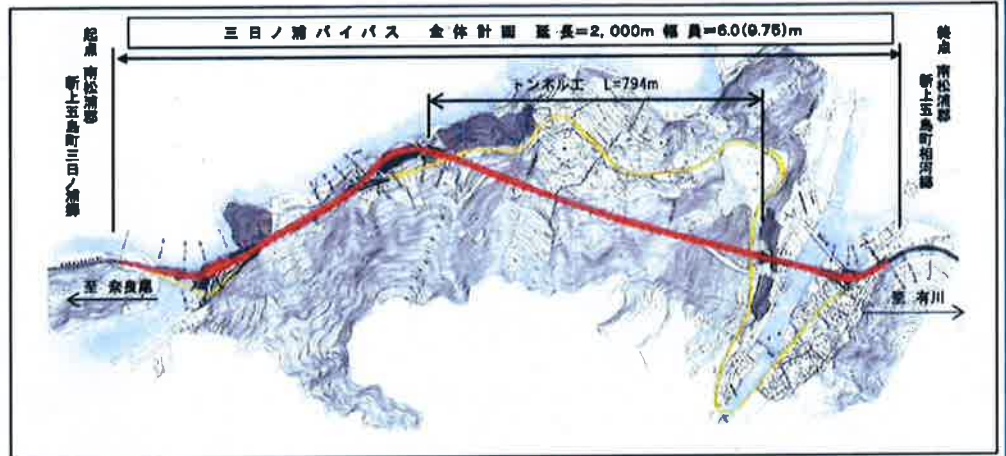 三日ノ浦バイパス 全体計画 延長=2,000m 幅員=6.0(9.75)m
起点 南松浦郡
新上五島町三日ノ浦郷
トンネル工 L=794m
終点 南松浦郡
新上五島町相河郷
至 奈良尾
至 有川